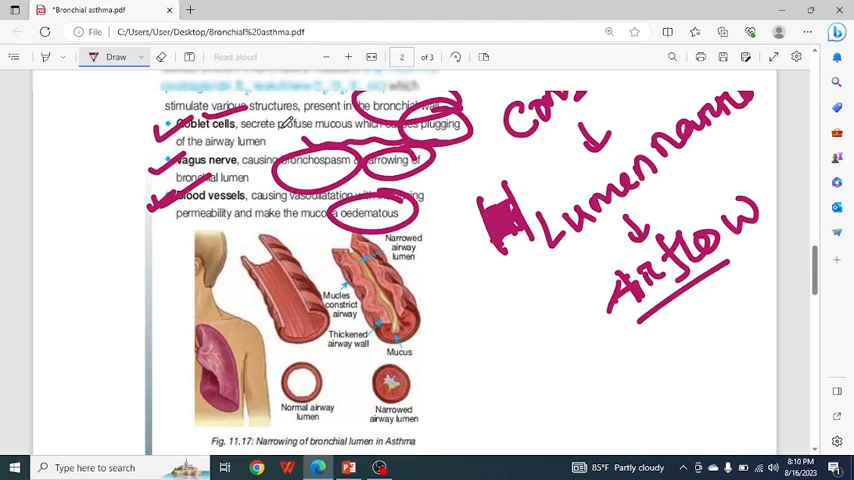 *Bronchial asthma.pdf
File C:/Users/User/Desktop/Bronchial%20asthma.pdf
Draw Read aloud 2 of 3
stimulate various structures, present in the bronchial wall
Goblet cells, secrete profuse mucous which causes plugging
of the airway lumen
Vagus nerve, causing bronchospasm & narrowing of
bronchial lumen
Blood vessels, causing vasodilatation with increasing
permeability and make the mucosa oedematous
Lumen
Airflow
Narrowed
airway
lumen
Mucles
constrict
airway
Thickened
airway wall
Mucus
Normal airway
lumen
Narrowed
airway lumen
Fig. 11.17: Narrowing of bronchial lumen in Asthma
Type here to search
85°F Partly cloudy
8:10 PM
8/16/2023